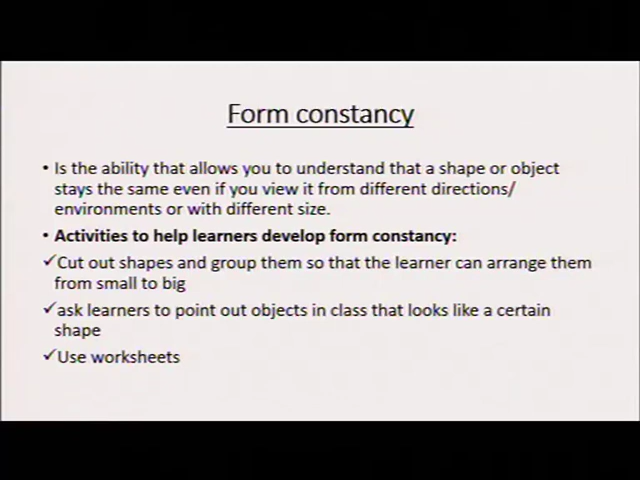 Form constancy
• Is the ability that allows you to understand that a shape or object
stays the same even if you view it from different directions/
environments or with different size.
• Activities to help learners develop form constancy:
✓Cut out shapes and group them so that the learner can arrange them
from small to big
✓ask learners to point out objects in class that looks like a certain
shape
✓Use worksheets